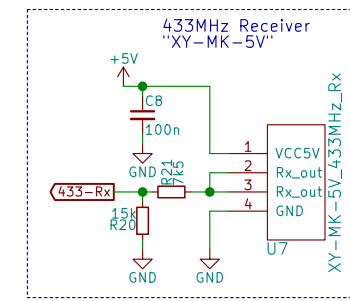 433MHz Receiver
"XY-MK-5V"
+5V
C8
100n
GND
1 VCC5V
2 Rx_out
3 Rx_out
4 GND
U7
XY-MK-5V_433MHz_Rx
433-Rx
R21
7k5
15k
R20
GND
GND